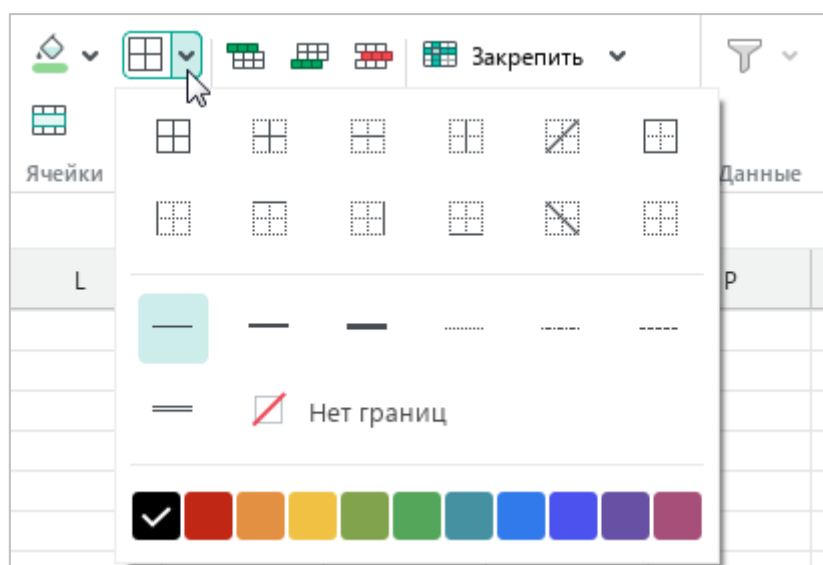 Закрепить
Ячейки
Данные
L
P
Нет границ